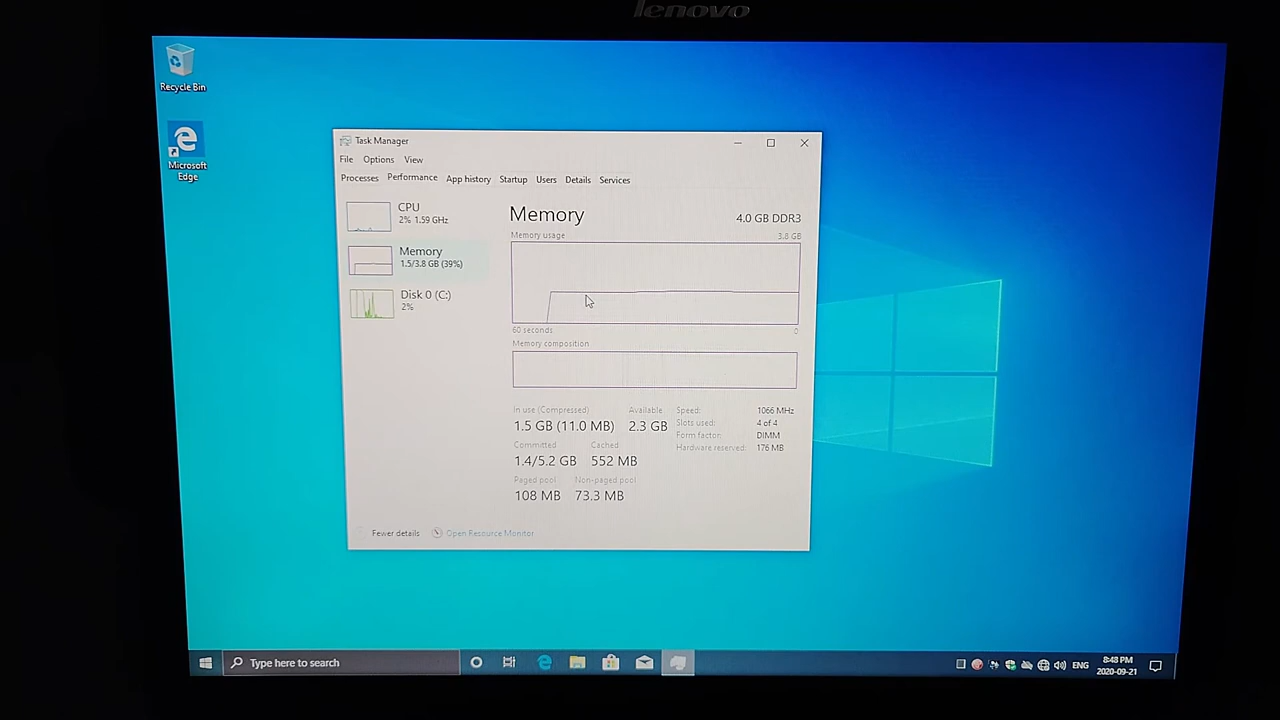 lenovo
Recycle Bin
Microsoft
Edge
Task Manager
File Options View
Processes Performance App history Startup Users Details Services
CPU
2% 1.59 GHz
Memory
1.5/3.8 GB (39%)
Disk 0 (C:)
2%
Memory 4.0 GB DDR3
Memory usage 3.8 GB
60 seconds 0
Memory composition
In use (Compressed) Available
1.5 GB (11.0 MB) 2.3 GB
Committed Cached
1.4/5.2 GB 552 MB
Paged pool Non-paged pool
108 MB 73.3 MB
Speed: 1066 MHz
Slots used: 4 of 4
Form factor: DIMM
Hardware reserved: 176 MB
Fewer details Open Resource Monitor
Type here to search
ENG
8:48 PM
2020-09-21